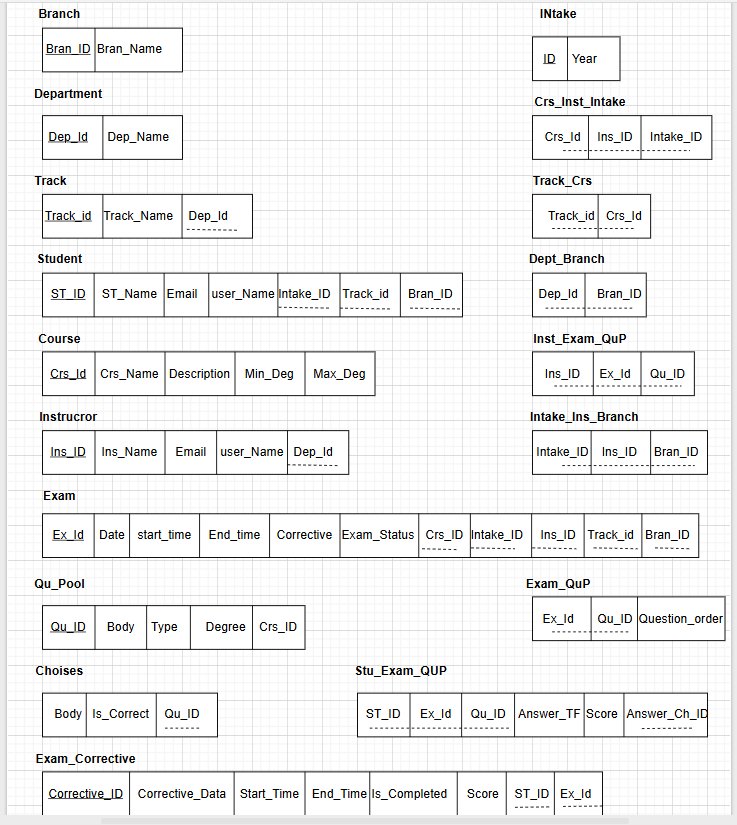 Branch
Bran_ID Bran_Name
Department
Dep_Id Dep_Name
Track
Track_id Track_Name Dep_Id
Student
ST_ID ST_Name Email user_Name Intake_ID Track_id Bran_ID
Course
Crs_Id Crs_Name Description Min_Deg Max_Deg
Instrucror
Ins_ID Ins_Name Email user_Name Dep_Id
Exam
Ex_Id Date start_time End_time Corrective Exam_Status Crs_ID Intake_ID Ins_ID Track_id Bran_ID
Qu_Pool
Qu_ID Body Type Degree Crs_ID
Choises
Body Is_Correct Qu_ID
Exam_Corrective
Corrective_ID Corrective_Data Start_Time End_Time Is_Completed Score ST_ID Ex_Id
INtake
ID Year
Crs_Inst_Intake
Crs_Id Ins_ID Intake_ID
Track_Crs
Track_id Crs_Id
Dept_Branch
Dep_Id Bran_ID
Inst_Exam_QuP
Ins_ID Ex_Id Qu_ID
Intake_Ins_Branch
Intake_ID Ins_ID Bran_ID
Exam_QuP
Ex_Id Qu_ID Question_order
Stu_Exam_QUP
ST_ID Ex_Id Qu_ID Answer_TF Score Answer_Ch_ID